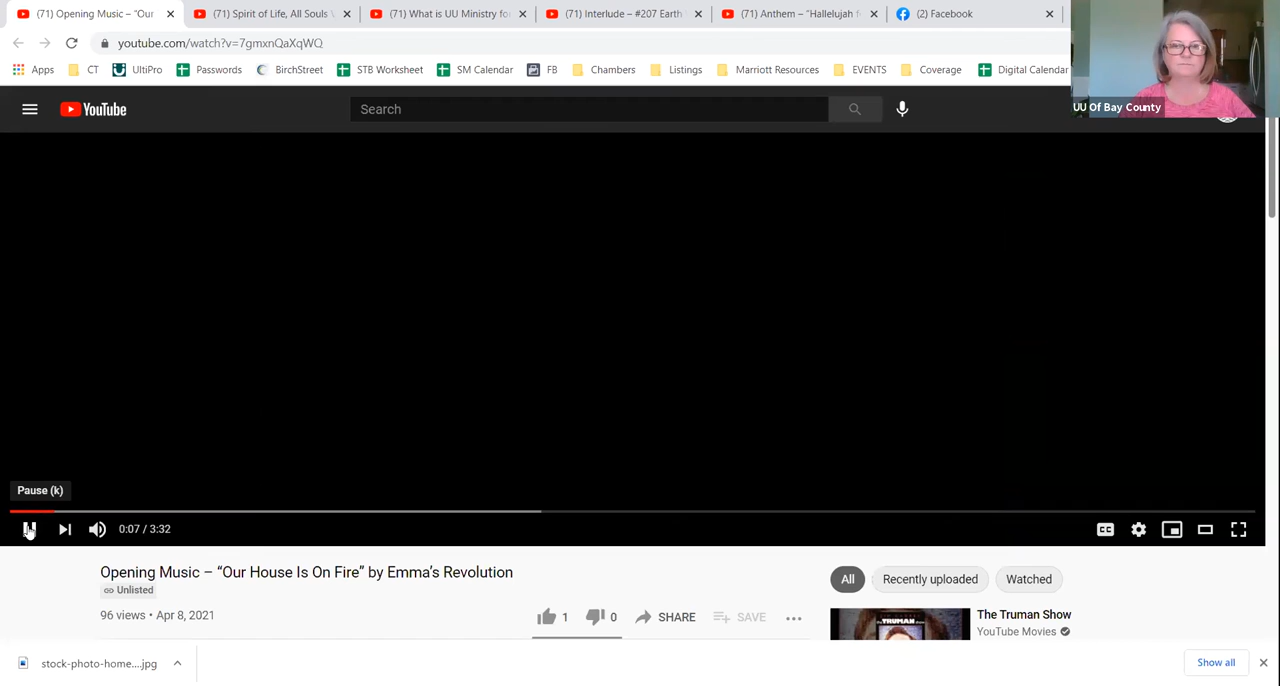 (71) Opening Music – “Our
(71) Spirit of Life, All Souls
(71) What is UU Ministry for
(71) Interlude – #207 Earth
(71) Anthem – “Hallelujah f
(2) Facebook
youtube.com/watch?v=7gmxnQaXqWQ
Apps CT UltiPro Passwords BirchStreet STB Worksheet SM Calendar FB Chambers Listings Marriott Resources EVENTS Coverage Digital Calendar
UU Of Bay County
YouTube
Search
Pause (k)
0:07 / 3:32
CC
Opening Music – “Our House Is On Fire” by Emma’s Revolution
Unlisted
96 views • Apr 8, 2021
1 0 SHARE SAVE
All Recently uploaded Watched
TRUMAN
The Truman Show
YouTube Movies
stock-photo-home....jpg
Show all